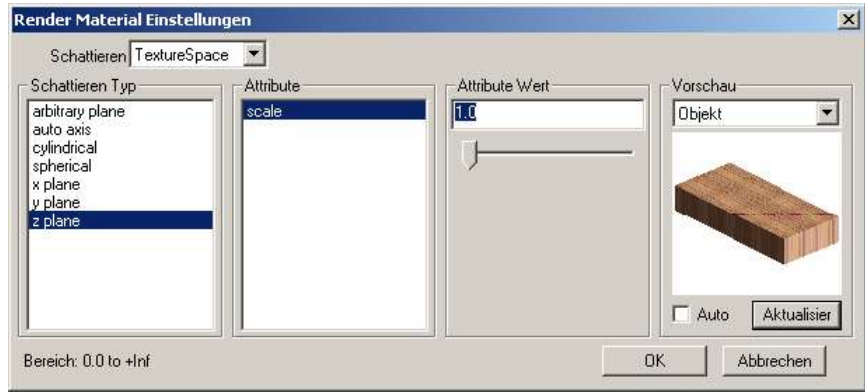 Render Material Einstellungen
Schattieren TextureSpace
Schattieren Typ
arbitrary plane
auto axis
cylindrical
spherical
x plane
y plane
z plane
Attribute
scale
Attribute Wert
1.0
Vorschau
Objekt
Auto
Aktualisier
Bereich: 0.0 to +Inf
OK
Abbrechen